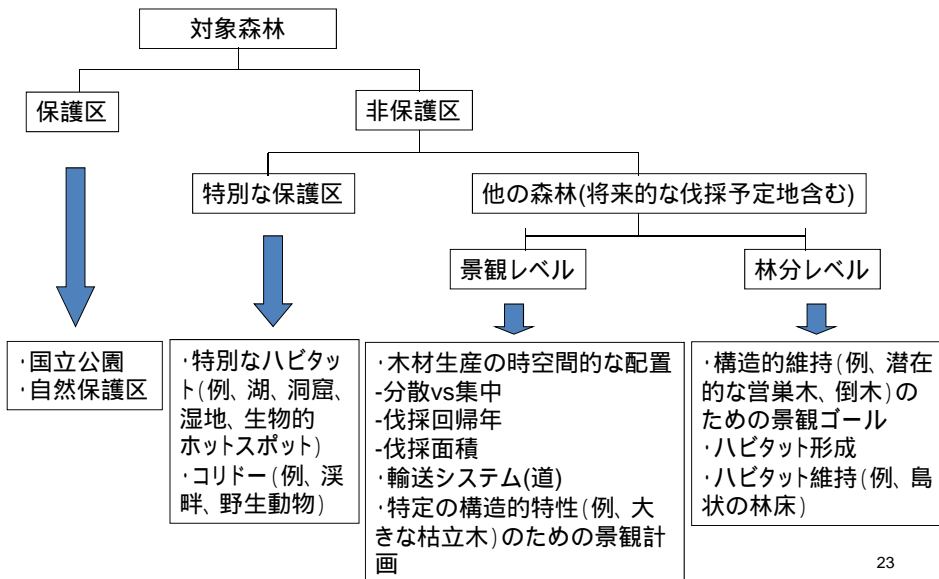 対象森林
保護区
非保護区
特別な保護区
他の森林(将来的な伐採予定地含む)
景観レベル
林分レベル
・国立公園
・自然保護区
・特別なハビタッ
ト(例、湖、洞窟、
湿地、生物的
ホットスポット)
・コリドー(例、渓
畔、野生動物)
・木材生産の時空間的な配置
-分散vs集中
-伐採回帰年
-伐採面積
・輸送システム(道)
・特定の構造的特性(例、大
きな枯立木)のための景観計
画
・構造的維持(例、潜在
的な営巣木、倒木)の
ための景観ゴール
・ハビタット形成
・ハビタット維持(例、島
状の林床)
23